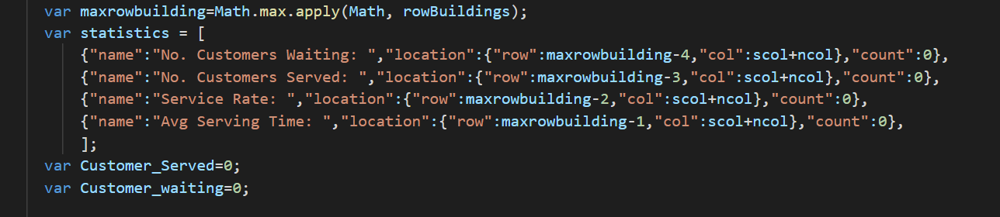 var maxrowbuilding=Math.max.apply(Math, rowBuildings);
var statistics = [
{"name":"No. Customers Waiting: ","location":{"row":maxrowbuilding-4,"col":scol+ncol},"count":0},
{"name":"No. Customers Served: ","location":{"row":maxrowbuilding-3,"col":scol+ncol},"count":0},
{"name":"Service Rate: ","location":{"row":maxrowbuilding-2,"col":scol+ncol},"count":0},
{"name":"Avg Serving Time: ","location":{"row":maxrowbuilding-1,"col":scol+ncol},"count":0},
];
var Customer_Served=0;
var Customer_waiting=0;